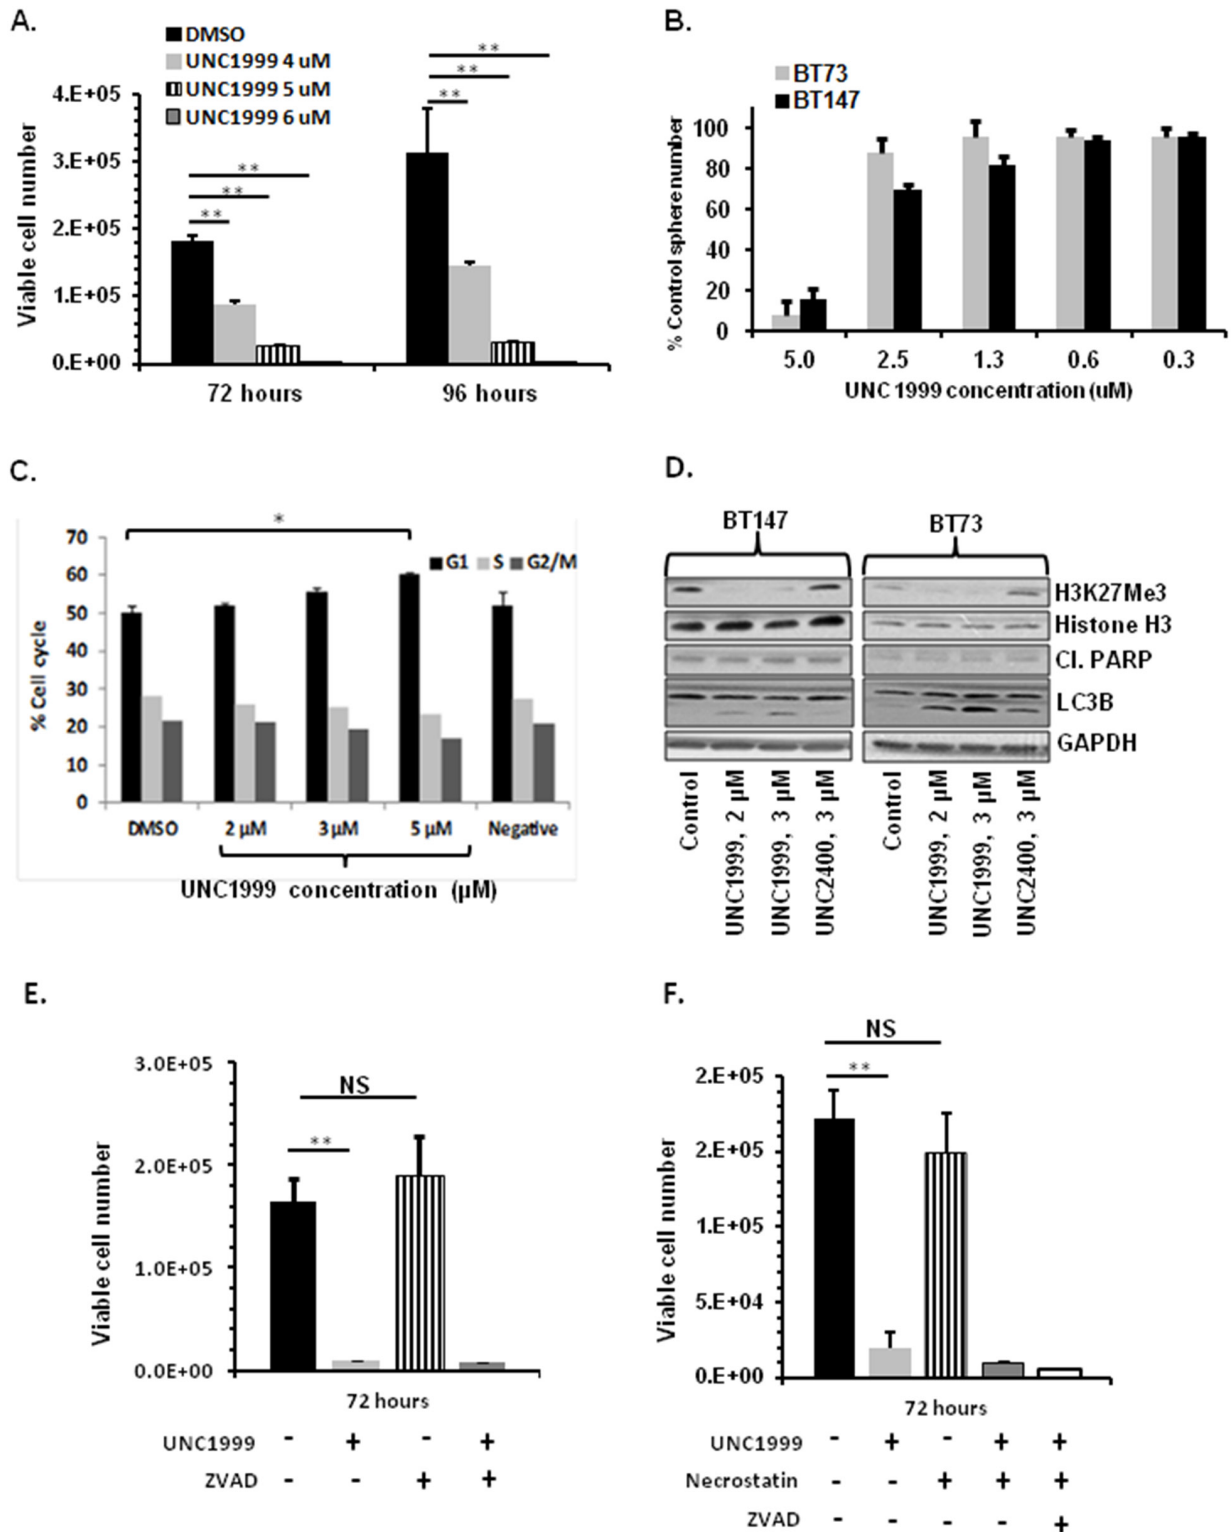 A.
DMSO
UNC1999 4 uM
UNC1999 5 uM
UNC1999 6 uM
Viable cell number
4.E+05
3.E+05
2.E+05
1.E+05
0.E+00
**
**
**
**
**
**
72 hours
96 hours
B.
BT73
BT147
% Control sphere number
100
80
60
40
20
0
5.0
2.5
1.3
0.6
0.3
UNC 1999 concentration (uM)
C.
% Cell cycle
70
60
50
40
30
20
10
0
*
G1
S
G2/M
DMSO
2 µM
3 µM
5 µM
Negative
UNC1999 concentration (µM)
D.
BT147
BT73
H3K27Me3
Histone H3
Cl. PARP
LC3B
GAPDH
Control
UNC1999, 2 µM
UNC1999, 3 µM
UNC2400, 3 µM
Control
UNC1999, 2 µM
UNC1999, 3 µM
UNC2400, 3 µM
E.
Viable cell number
3.0E+05
2.0E+05
1.0E+05
0.0E+00
NS
**
72 hours
UNC1999 - + - +
ZVAD - - + +
F.
Viable cell number
2.E+05
2.E+05
1.E+05
5.E+04
0.E+00
NS
**
72 hours
UNC1999 - + - + +
Necrostatin - - + + +
ZVAD - - - - +